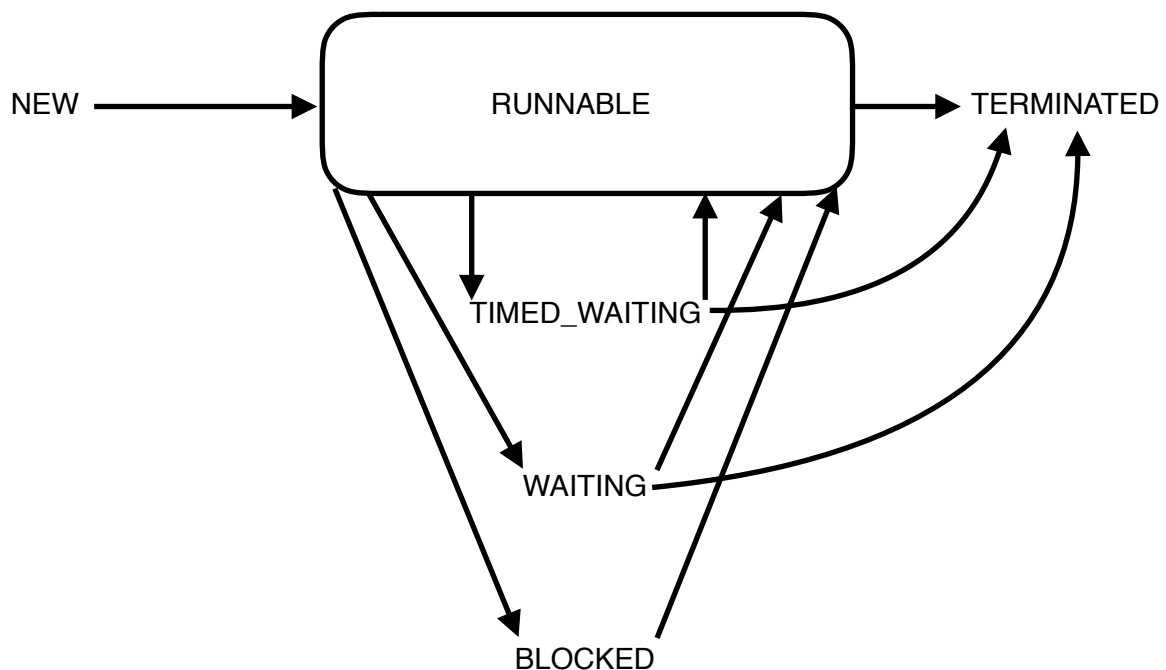 NEW
RUNNABLE
TERMINATED
TIMED_WAITING
WAITING
BLOCKED